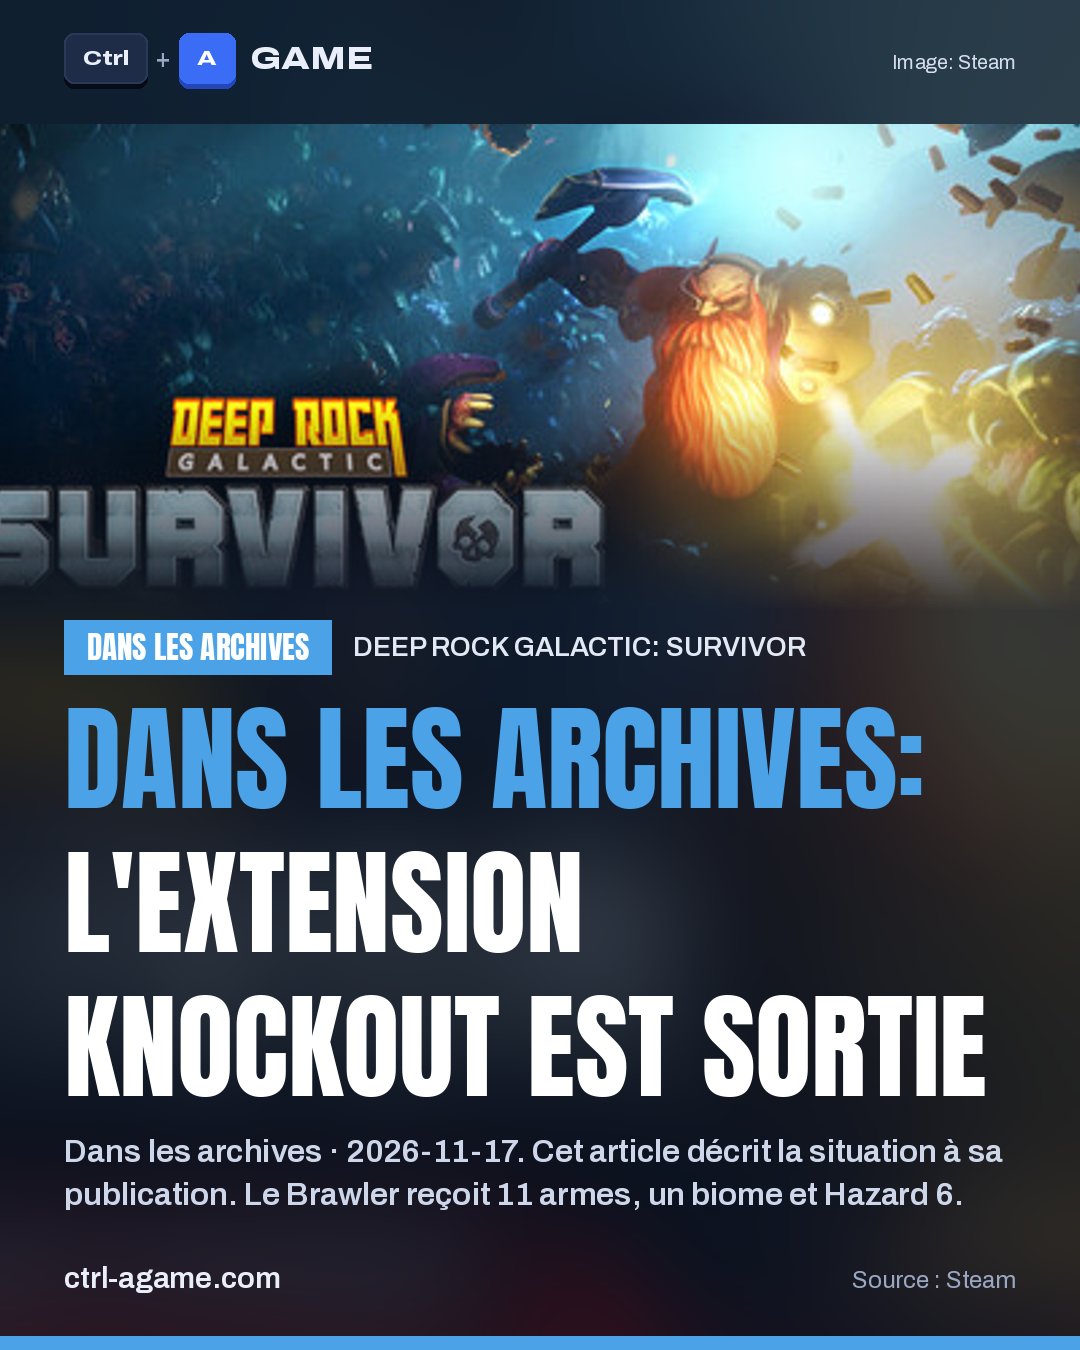 Ctrl + A GAME
Image: Steam
DEEP ROCK
GALACTIC
SURVIVOR
DANS LES ARCHIVES
DEEP ROCK GALACTIC: SURVIVOR
DANS LES ARCHIVES:
L'EXTENSION
KNOCKOUT EST SORTIE
Dans les archives · 2026-11-17. Cet article décrit la situation à sa
publication. Le Brawler reçoit 11 armes, un biome et Hazard 6.
ctrl-agame.com
Source : Steam